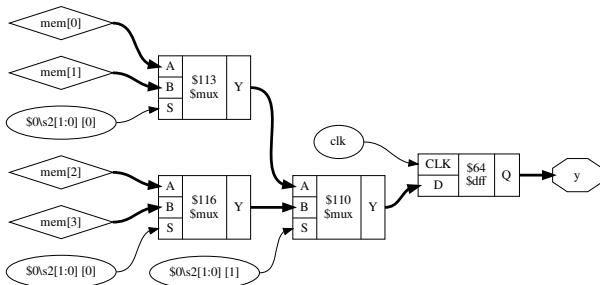 mem[0]
mem[1]
$0\s2[1:0] [0]
A
B
S
$113
$mux
Y
mem[2]
mem[3]
$0\s2[1:0] [0]
A
B
S
$116
$mux
Y
$0\s2[1:0] [1]
A
B
S
$110
$mux
Y
clk
CLK
D
$64
$dff
Q
y